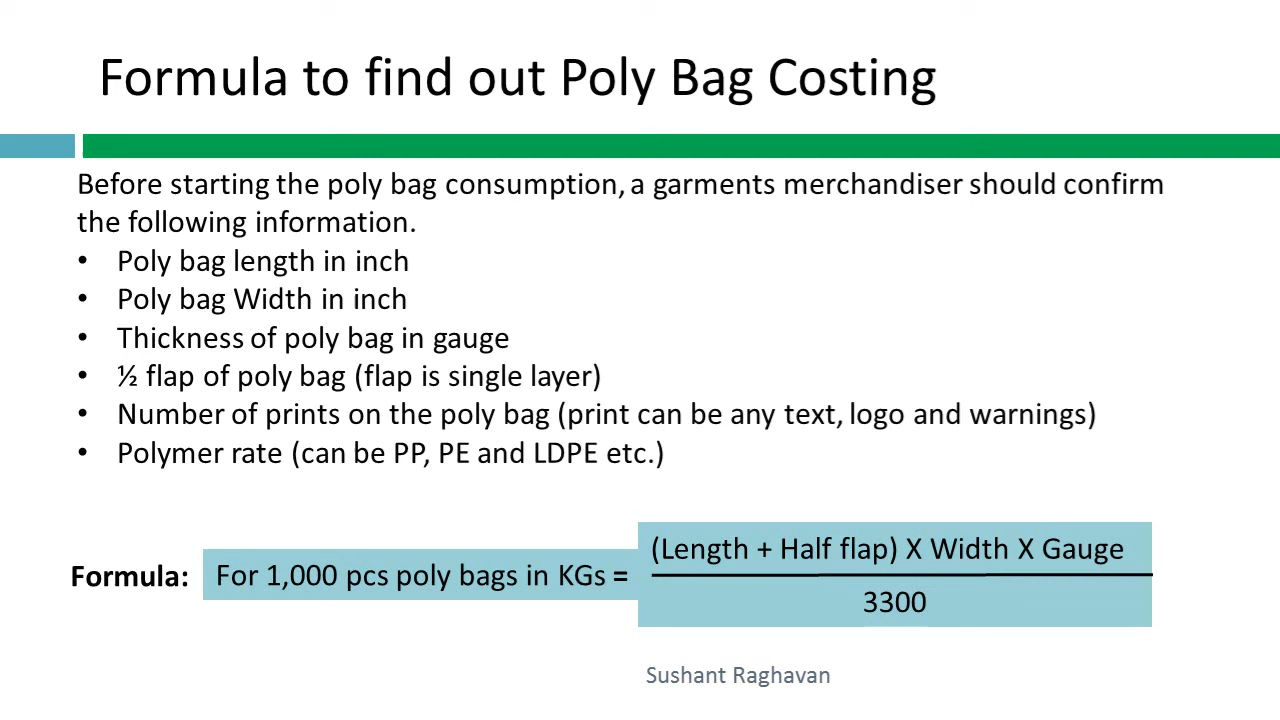 Formula to find out Poly Bag Costing
Before starting the poly bag consumption, a garments merchandiser should confirm
the following information.
• Poly bag length in inch
• Poly bag Width in inch
• Thickness of poly bag in gauge
• ½ flap of poly bag (flap is single layer)
• Number of prints on the poly bag (print can be any text, logo and warnings)
• Polymer rate (can be PP, PE and LDPE etc.)
(Length + Half flap) X Width X Gauge
Formula: For 1,000 pcs poly bags in KGs =
3300
Sushant Raghavan